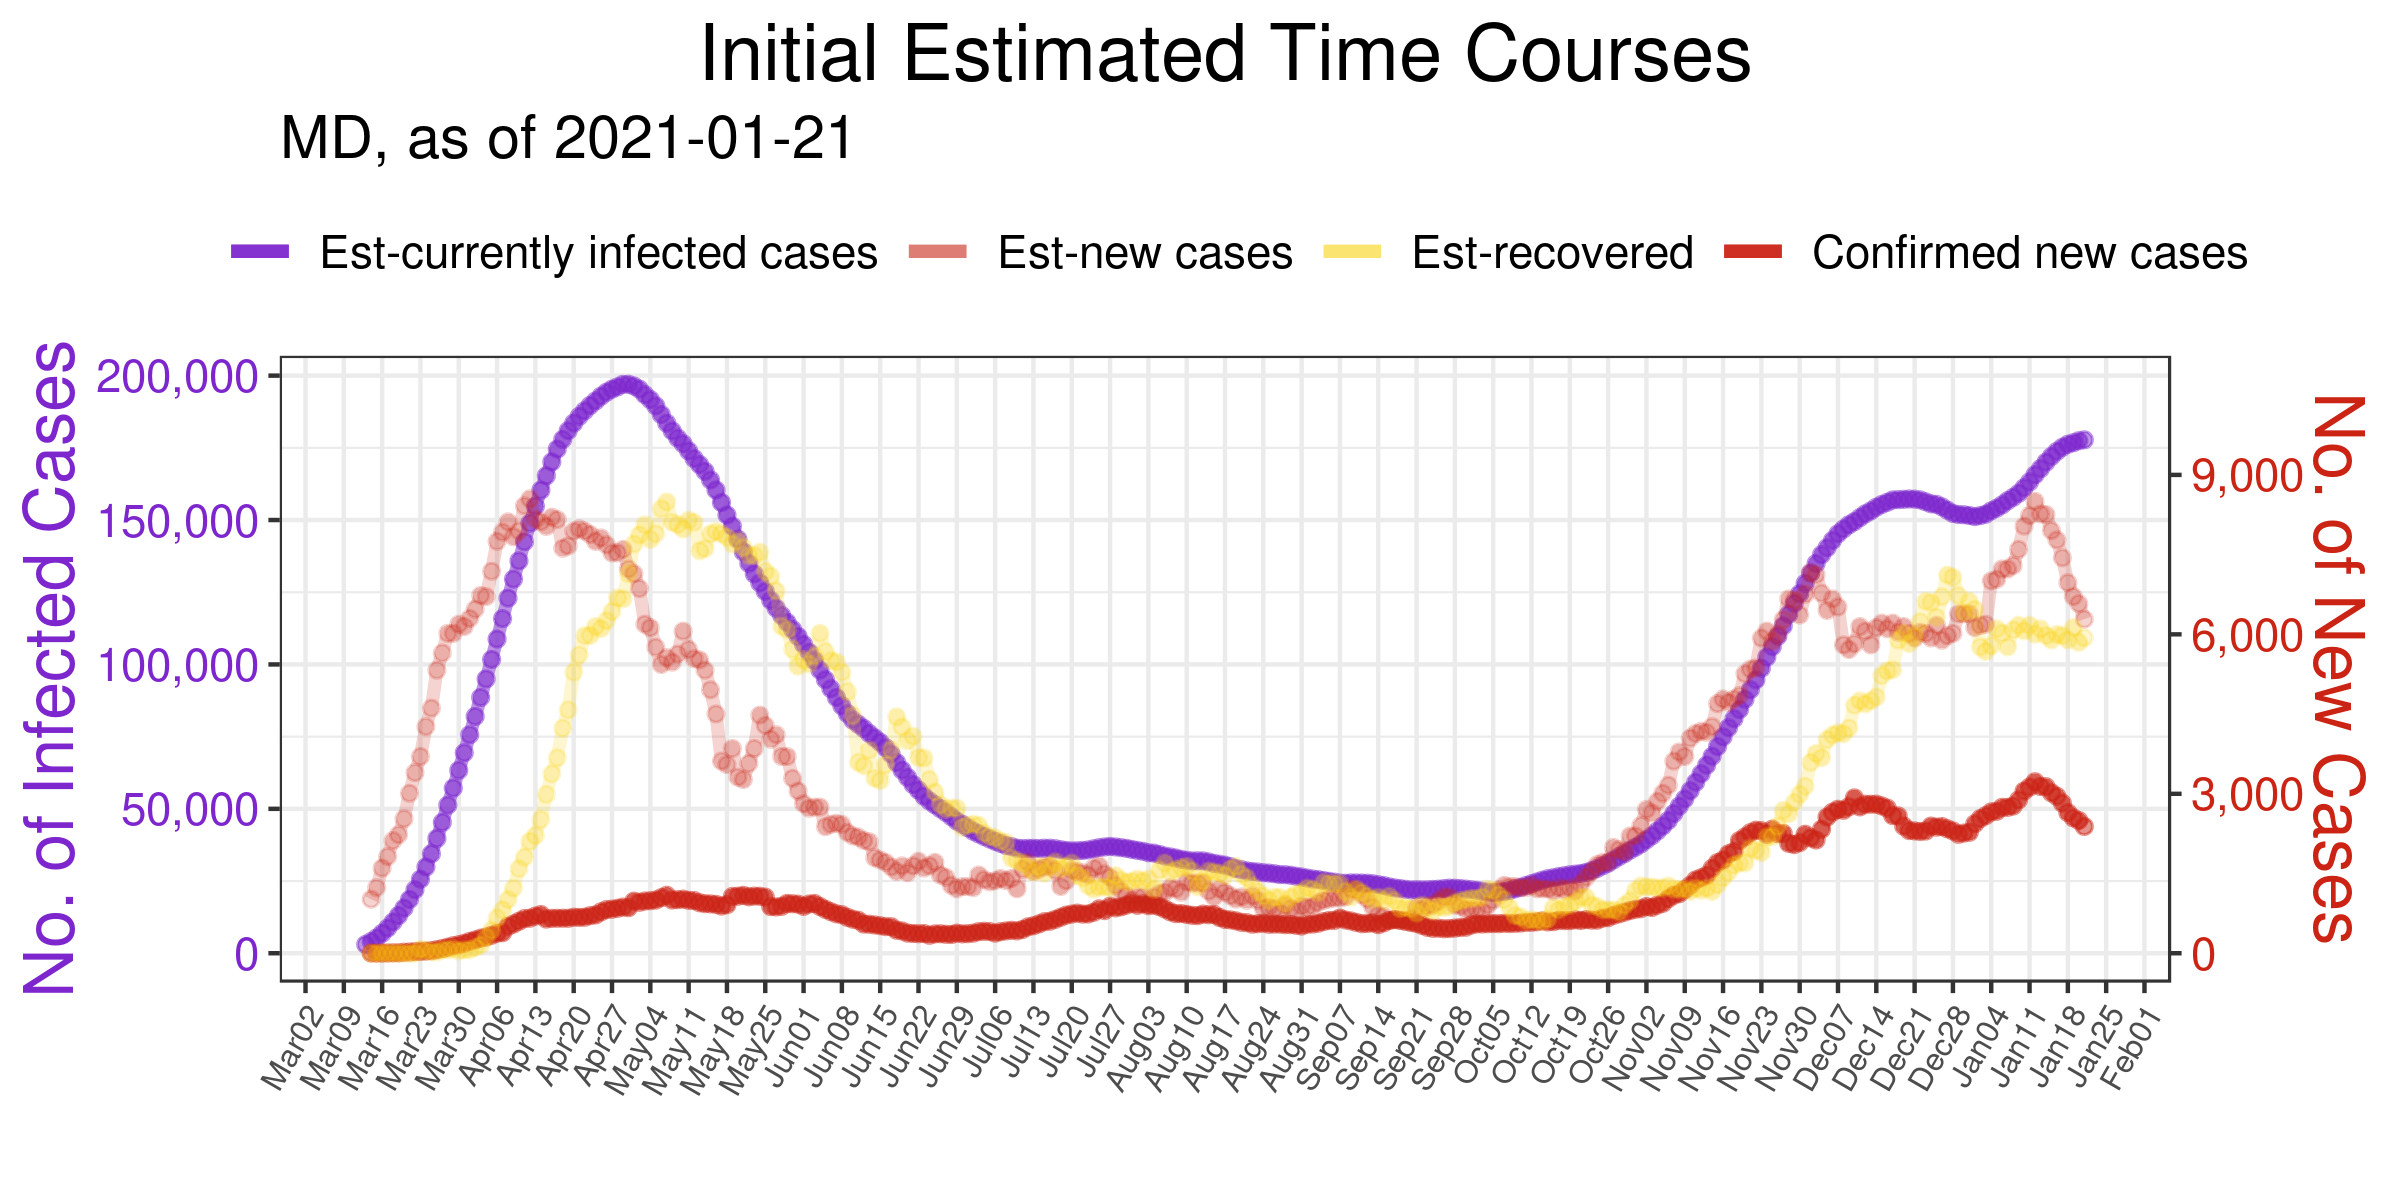 Initial Estimated Time Courses
MD, as of 2021-01-21
Est-currently infected cases Est-new cases Est-recovered Confirmed new cases
No. of Infected Cases
200,000
150,000
100,000
50,000
0
9,000
6,000
3,000
0
No. of New Cases
Mar02 Mar09 Mar16 Mar23 Mar30 Apr06 Apr13 Apr20 Apr27 May04 May11 May18 May25 Jun01 Jun08 Jun15 Jun22 Jun29 Jul06 Jul13 Jul20 Jul27 Aug03 Aug10 Aug17 Aug24 Aug31 Sep07 Sep14 Sep21 Sep28 Oct05 Oct12 Oct19 Oct26 Nov02 Nov09 Nov16 Nov23 Nov30 Dec07 Dec14 Dec21 Dec28 Jan04 Jan11 Jan18 Jan25 Feb01